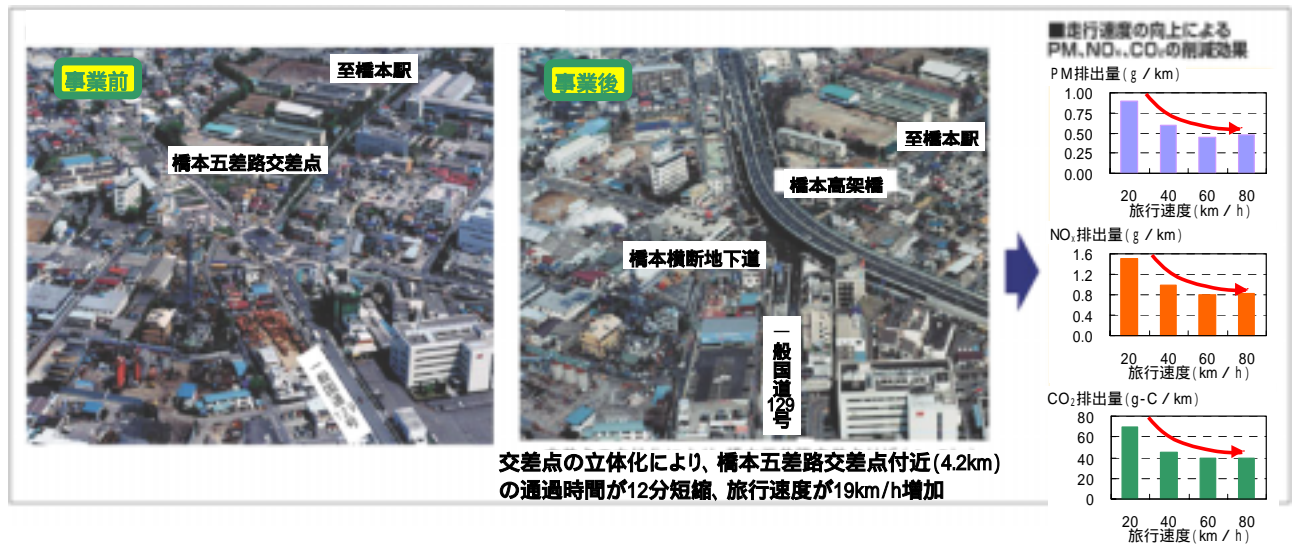 事業前
至橋本駅
橋本五差路交差点
事業後
至橋本駅
橋本高架橋
橋本横断地下道
一般国道129号
交差点の立体化により、橋本五差路交差点付近(4.2km)
の通過時間が12分短縮、旅行速度が19km/h増加
■走行速度の向上による
PM、NOx、CO2の削減効果
PM排出量(g/km)
1.00
0.75
0.50
0.25
0.00
20 40 60 80
旅行速度(km/h)
NOx排出量(g/km)
1.6
1.2
0.8
0.4
0.0
20 40 60 80
旅行速度(km/h)
CO2排出量(g-C/km)
80
60
40
20
0
20 40 60 80
旅行速度(km/h)